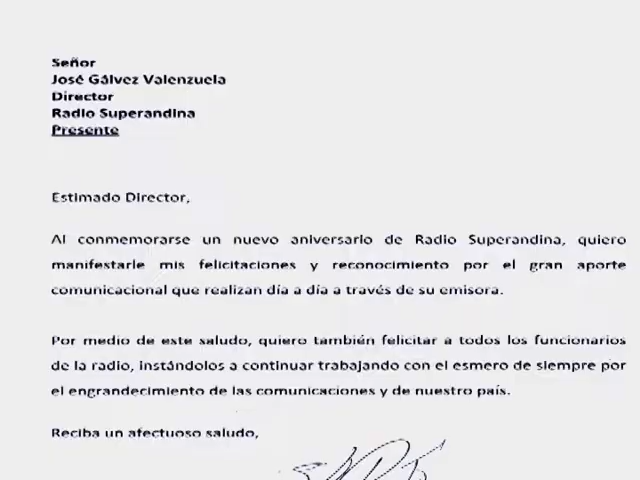 Señor
José Gálvez Valenzuela
Director
Radio Superandina
Presente
Estimado Director,
Al conmemorarse un nuevo aniversario de Radio Superandina, quiero
manifestarle mis felicitaciones y reconocimiento por el gran aporte
comunicacional que realizan día a día a través de su emisora.
Por medio de este saludo, quiero también felicitar a todos los funcionarios
de la radio, instándolos a continuar trabajando con el esmero de siempre por
el engrandecimiento de las comunicaciones y de nuestro país.
Reciba un afectuoso saludo,